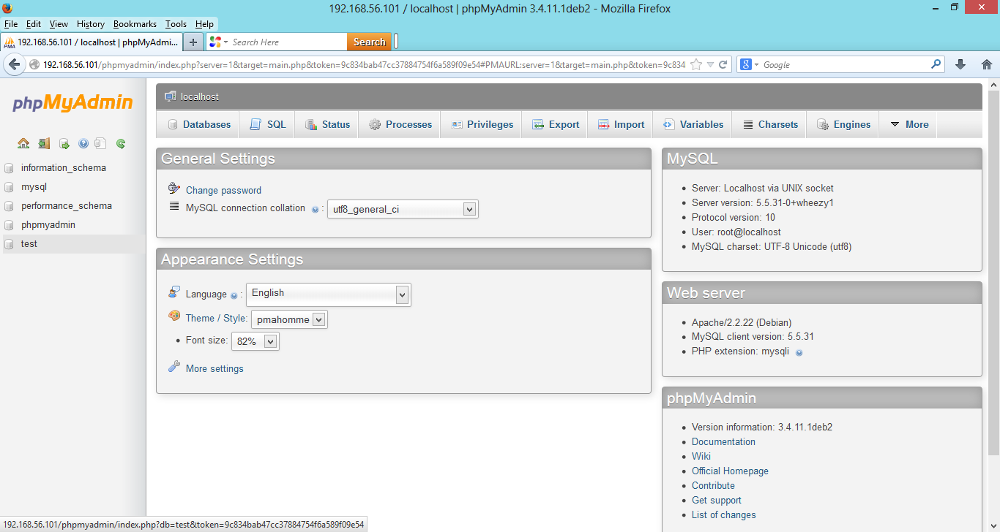 192.168.56.101 / localhost | phpMyAdmin 3.4.11.1deb2 - Mozilla Firefox
File Edit View History Bookmarks Tools Help
PMA 192.168.56.101 / localhost | phpMyAdmi... Search Here Search
192.168.56.101/phpmyadmin/index.php?server=1&target=main.php&token=9c834bab47cc37884754f6a589f09e54#PMAURL:server=1&target=main.php&token=9c834 Google
phpMyAdmin
information_schema
mysql
performance_schema
phpmyadmin
test
localhost
Databases SQL Status Processes Privileges Export Import Variables Charsets Engines More
General Settings
Change password
MySQL connection collation : utf8_general_ci
Appearance Settings
Language : English
Theme / Style: pmahomme
Font size: 82%
More settings
MySQL
Server: Localhost via UNIX socket
Server version: 5.5.31-0+wheezy1
Protocol version: 10
User: root@localhost
MySQL charset: UTF-8 Unicode (utf8)
Web server
Apache/2.2.22 (Debian)
MySQL client version: 5.5.31
PHP extension: mysqli
phpMyAdmin
Version information: 3.4.11.1deb2
Documentation
Wiki
Official Homepage
Contribute
Get support
List of changes
192.168.56.101/phpmyadmin/index.php?db=test&token=9c834bab47cc37884754f6a589f09e54